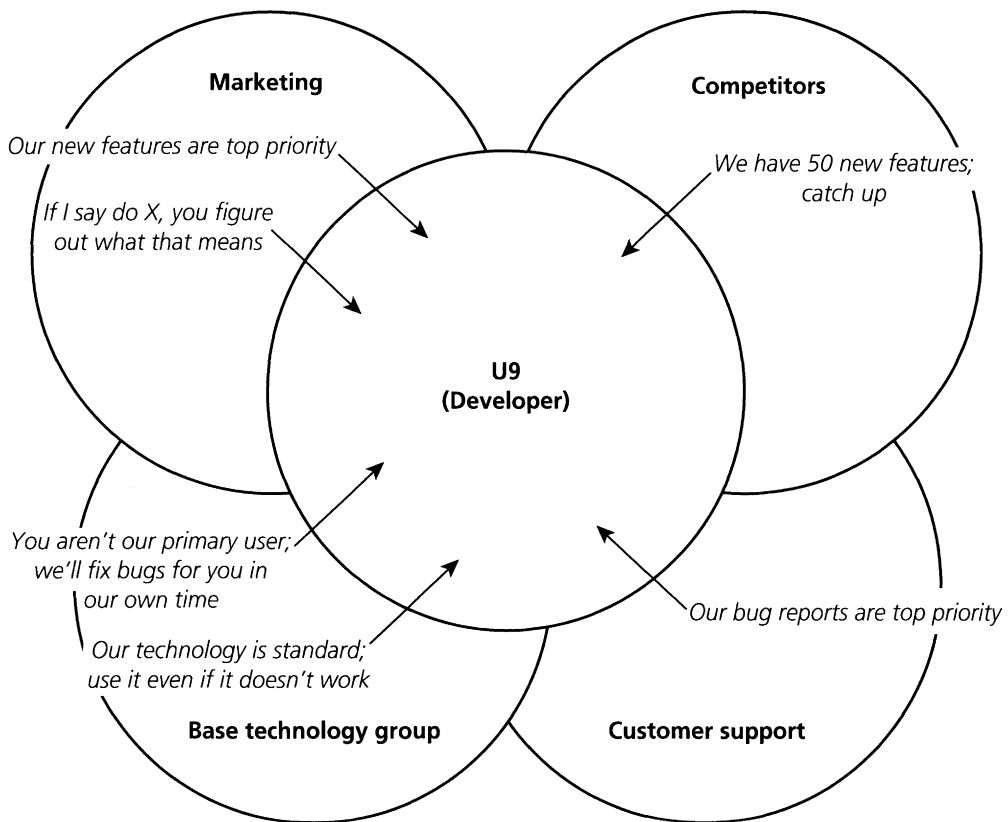 Marketing
Competitors
Our new features are top priority
We have 50 new features;
catch up
If I say do X, you figure
out what that means
U9
(Developer)
You aren't our primary user;
we'll fix bugs for you in
our own time
Our bug reports are top priority
Our technology is standard;
use it even if it doesn't work
Base technology group
Customer support